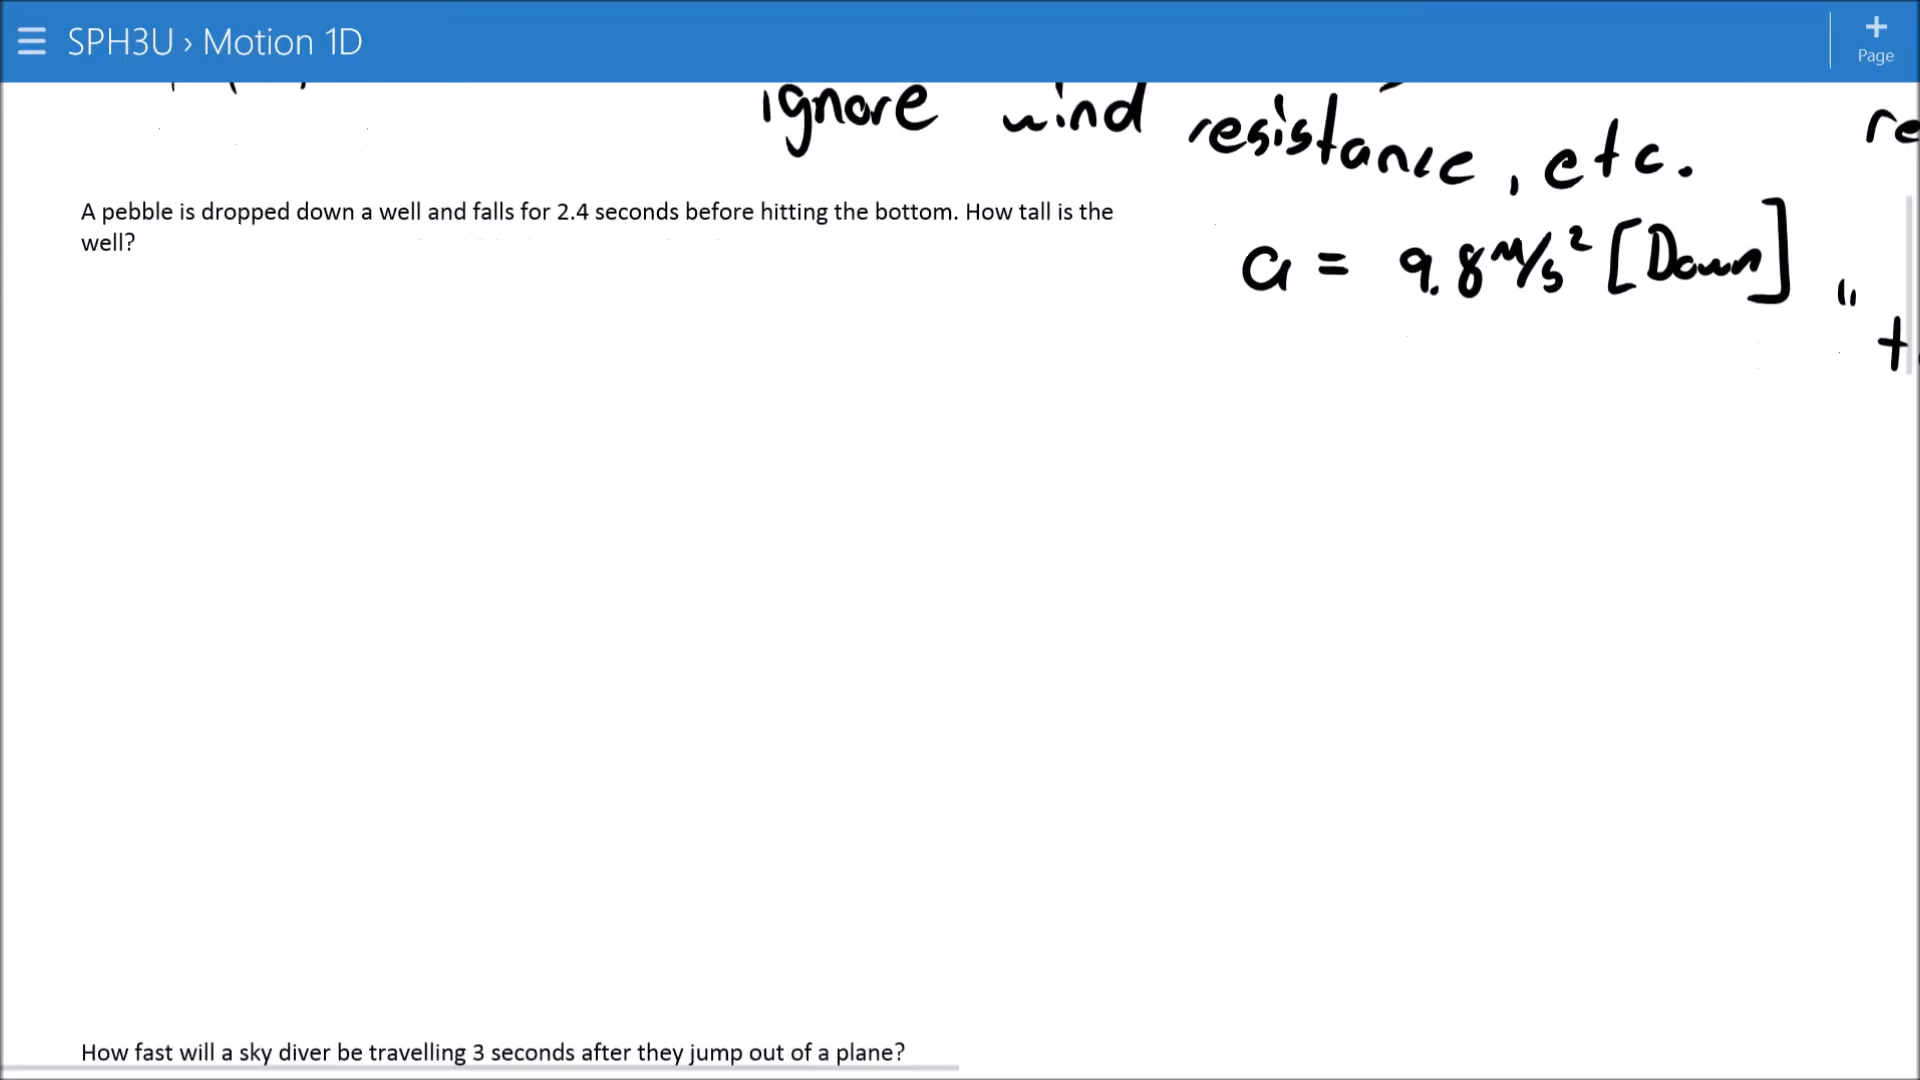 SPH3U › Motion 1D
Page
ignore wind resistance, etc.
re
A pebble is dropped down a well and falls for 2.4 seconds before hitting the bottom. How tall is the
well?
a = 9.8 m/s² [Down]
"
t
How fast will a sky diver be travelling 3 seconds after they jump out of a plane?